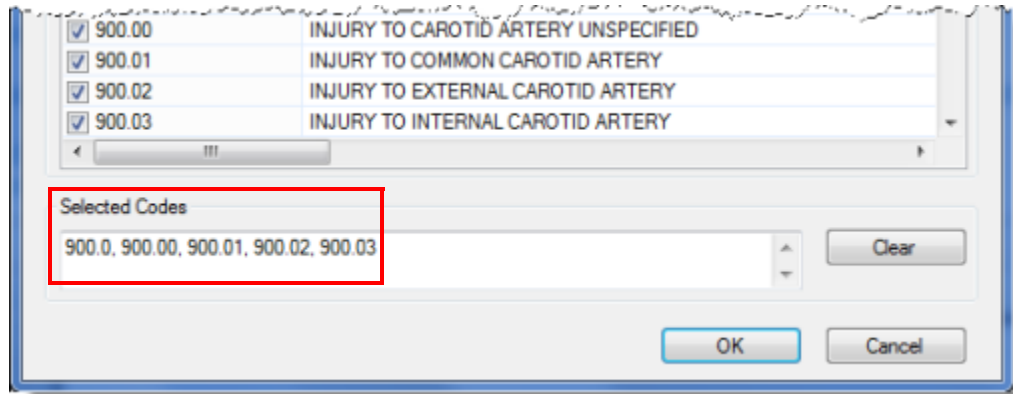 900.00 INJURY TO CAROTID ARTERY UNSPECIFIED
900.01 INJURY TO COMMON CAROTID ARTERY
900.02 INJURY TO EXTERNAL CAROTID ARTERY
900.03 INJURY TO INTERNAL CAROTID ARTERY
Selected Codes
900.0, 900.00, 900.01, 900.02, 900.03
Clear
OK Cancel